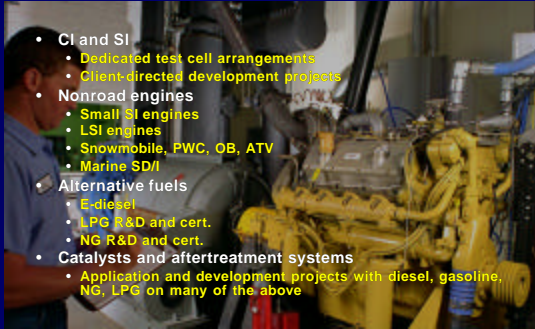 • CI and SI
• Dedicated test cell arrangements
• Client-directed development projects
• Nonroad engines
• Small SI engines
• LSI engines
• Snowmobile, PWC, OB, ATV
• Marine SD/I
• Alternative fuels
• E-diesel
• LPG R&D and cert.
• NG R&D and cert.
• Catalysts and aftertreatment systems
• Application and development projects with diesel, gasoline,
NG, LPG on many of the above